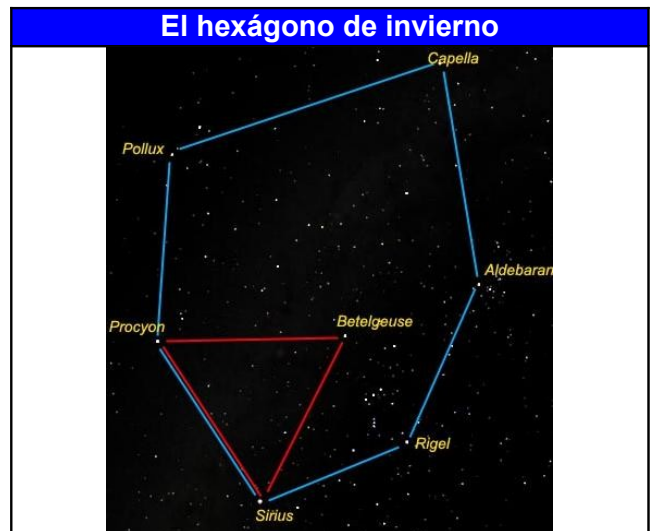 El hexágono de invierno
Capella
Pollux
Aldebaran
Procyon
Betelgeuse
Rigel
Sirius